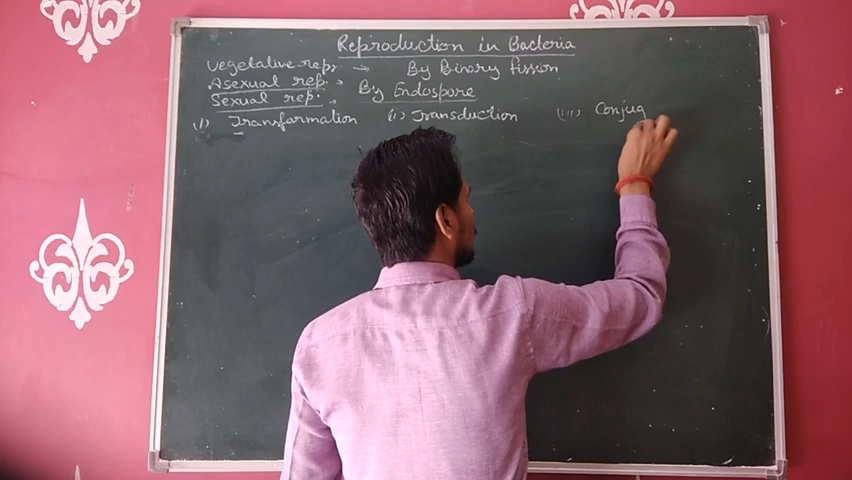 Reproduction in Bacteria
Vegetative rep, → By Binary fission
Asexual rep. → By Endospore
Sexual rep. →
(i) Transformation (ii) Transduction (iii) Conjug